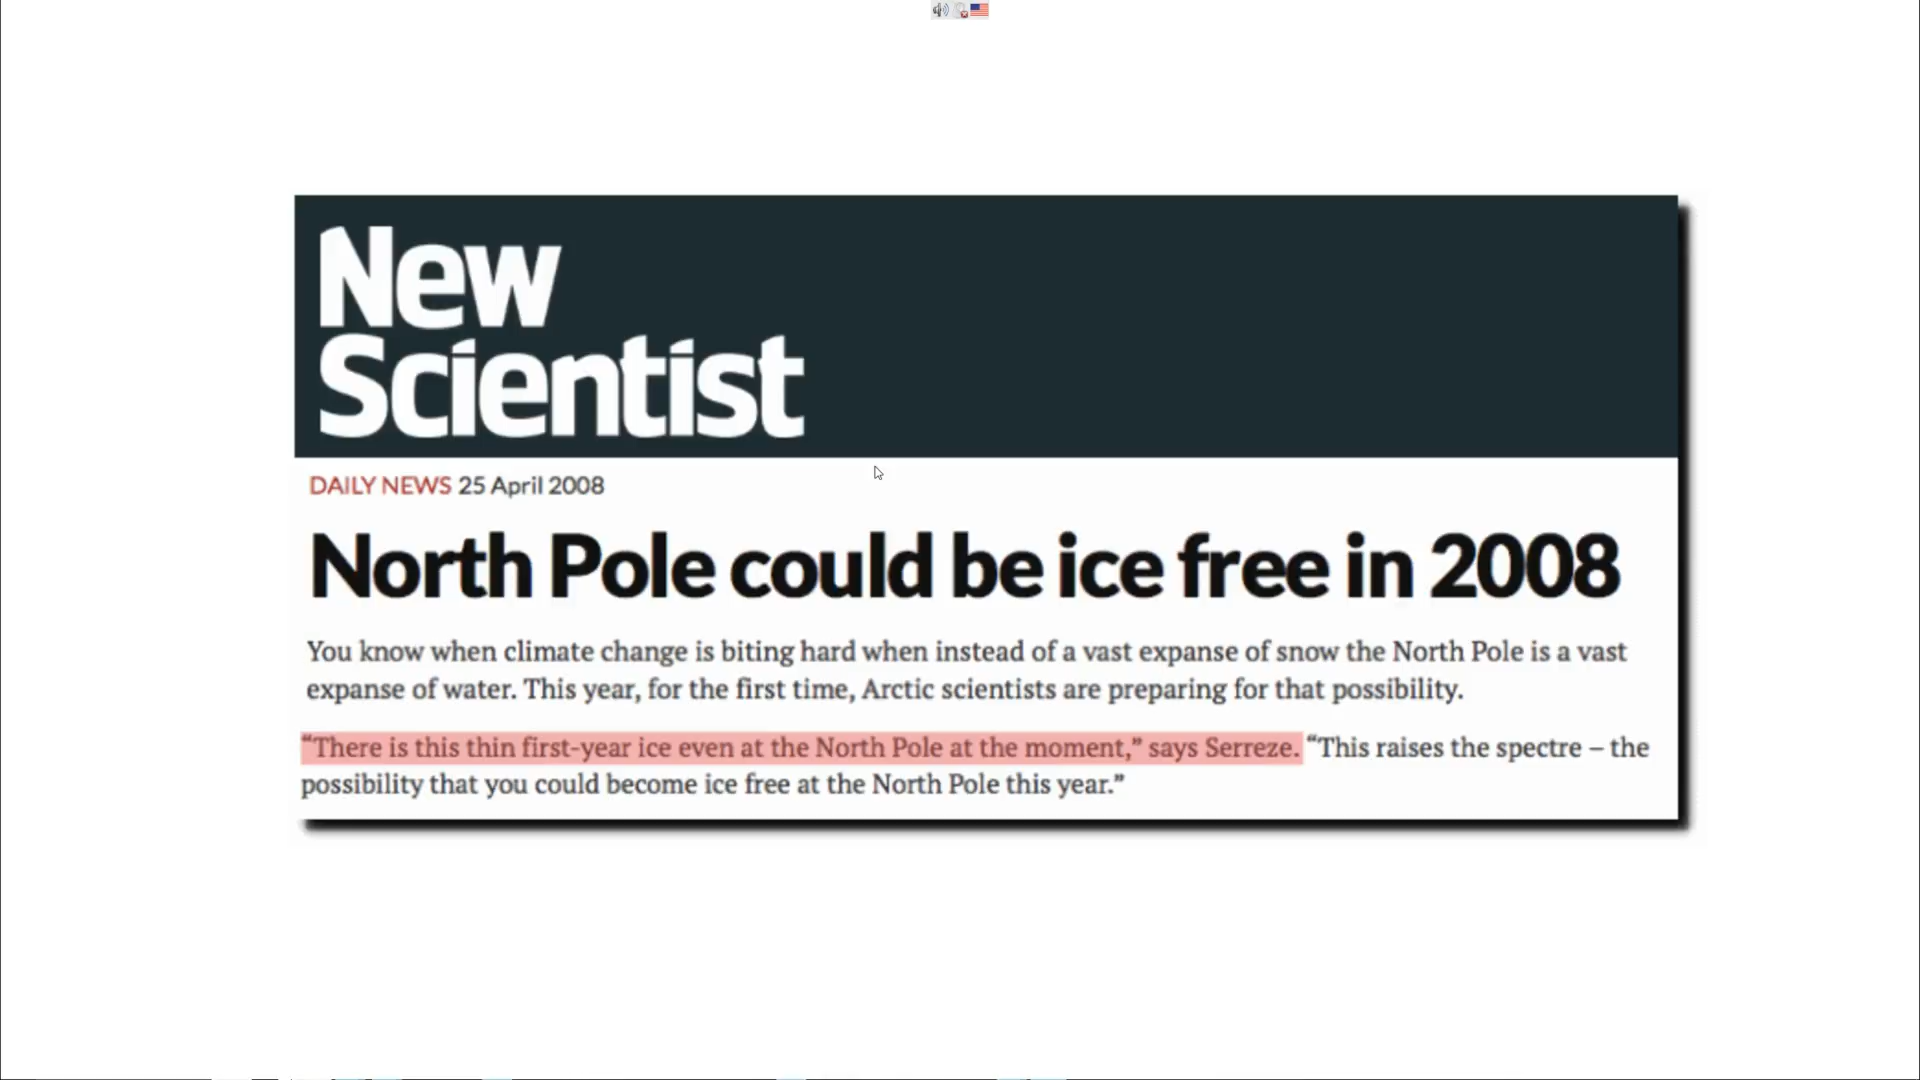 New
Scientist
DAILY NEWS 25 April 2008
North Pole could be ice free in 2008
You know when climate change is biting hard when instead of a vast expanse of snow the North Pole is a vast
expanse of water. This year, for the first time, Arctic scientists are preparing for that possibility.
“There is this thin first-year ice even at the North Pole at the moment,” says Serreze. “This raises the spectre – the
possibility that you could become ice free at the North Pole this year.”